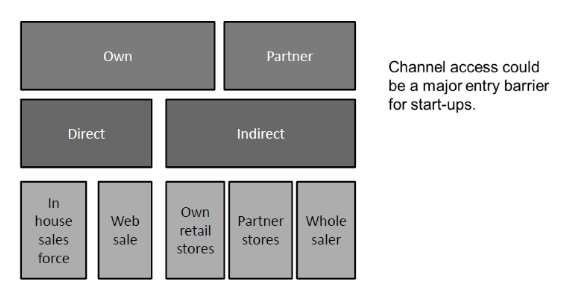 Own
Partner
Channel access could
be a major entry barrier
for start-ups.
Direct
Indirect
In
house
sales
force
Web
sale
Own
retail
stores
Partner
stores
Whole
saler